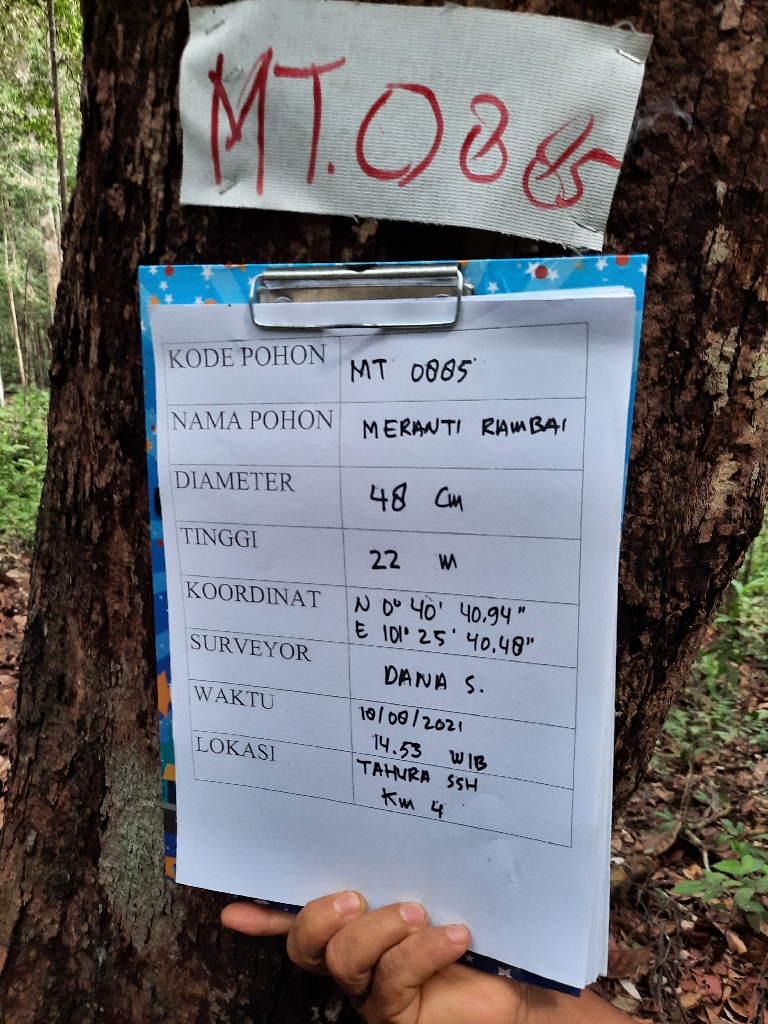 MT.0885
KODE POHON MT 0885
NAMA POHON MERANTI RAMBAI
DIAMETER 48 Cm
TINGGI 22 m
KOORDINAT N 0° 40' 40,94"
E 101° 25' 40,48"
SURVEYOR DANA S.
WAKTU 10/08/2021
14.53 WIB
LOKASI TAHURA SSH
Km 4